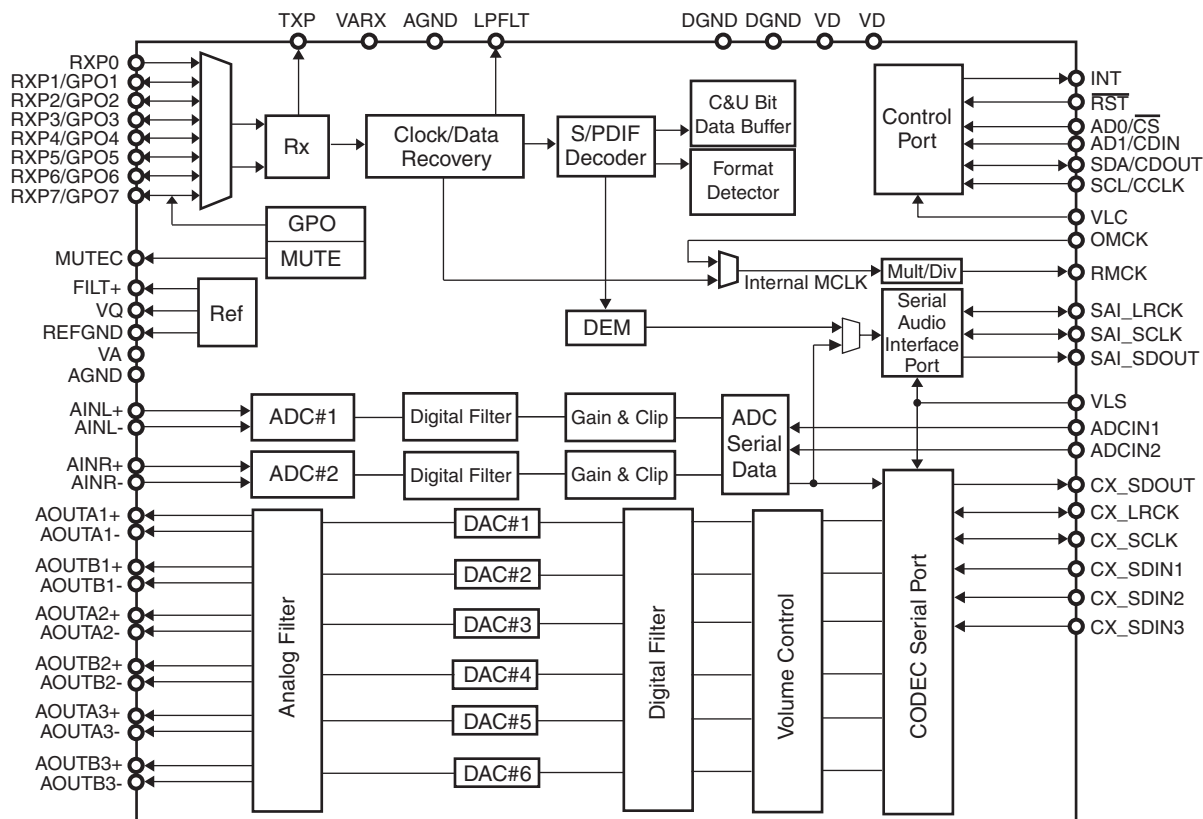 TXP VARX AGND LPFLT DGND DGND VD VD
RXP0
RXP1/GPO1
RXP2/GPO2
RXP3/GPO3
RXP4/GPO4
RXP5/GPO5
RXP6/GPO6
RXP7/GPO7
MUTEC
FILT+
VQ
REFGND
VA
AGND
AINL+
AINL-
AINR+
AINR-
AOUTA1+
AOUTA1-
AOUTB1+
AOUTB1-
AOUTA2+
AOUTA2-
AOUTB2+
AOUTB2-
AOUTA3+
AOUTA3-
AOUTB3+
AOUTB3-
Rx
Clock/Data
Recovery
S/PDIF
Decoder
C&U Bit
Data Buffer
Format
Detector
Control
Port
GPO
MUTE
Ref
Internal MCLK
Mult/Div
DEM
Serial
Audio
Interface
Port
ADC#1
Digital Filter
Gain & Clip
ADC
Serial
Data
ADC#2
Digital Filter
Gain & Clip
Analog Filter
DAC#1
DAC#2
DAC#3
DAC#4
DAC#5
DAC#6
Digital Filter
Volume Control
CODEC Serial Port
INT
RST
AD0/CS
AD1/CDIN
SDA/CDOUT
SCL/CCLK
VLC
OMCK
RMCK
SAI_LRCK
SAI_SCLK
SAI_SDOUT
VLS
ADCIN1
ADCIN2
CX_SDOUT
CX_LRCK
CX_SCLK
CX_SDIN1
CX_SDIN2
CX_SDIN3